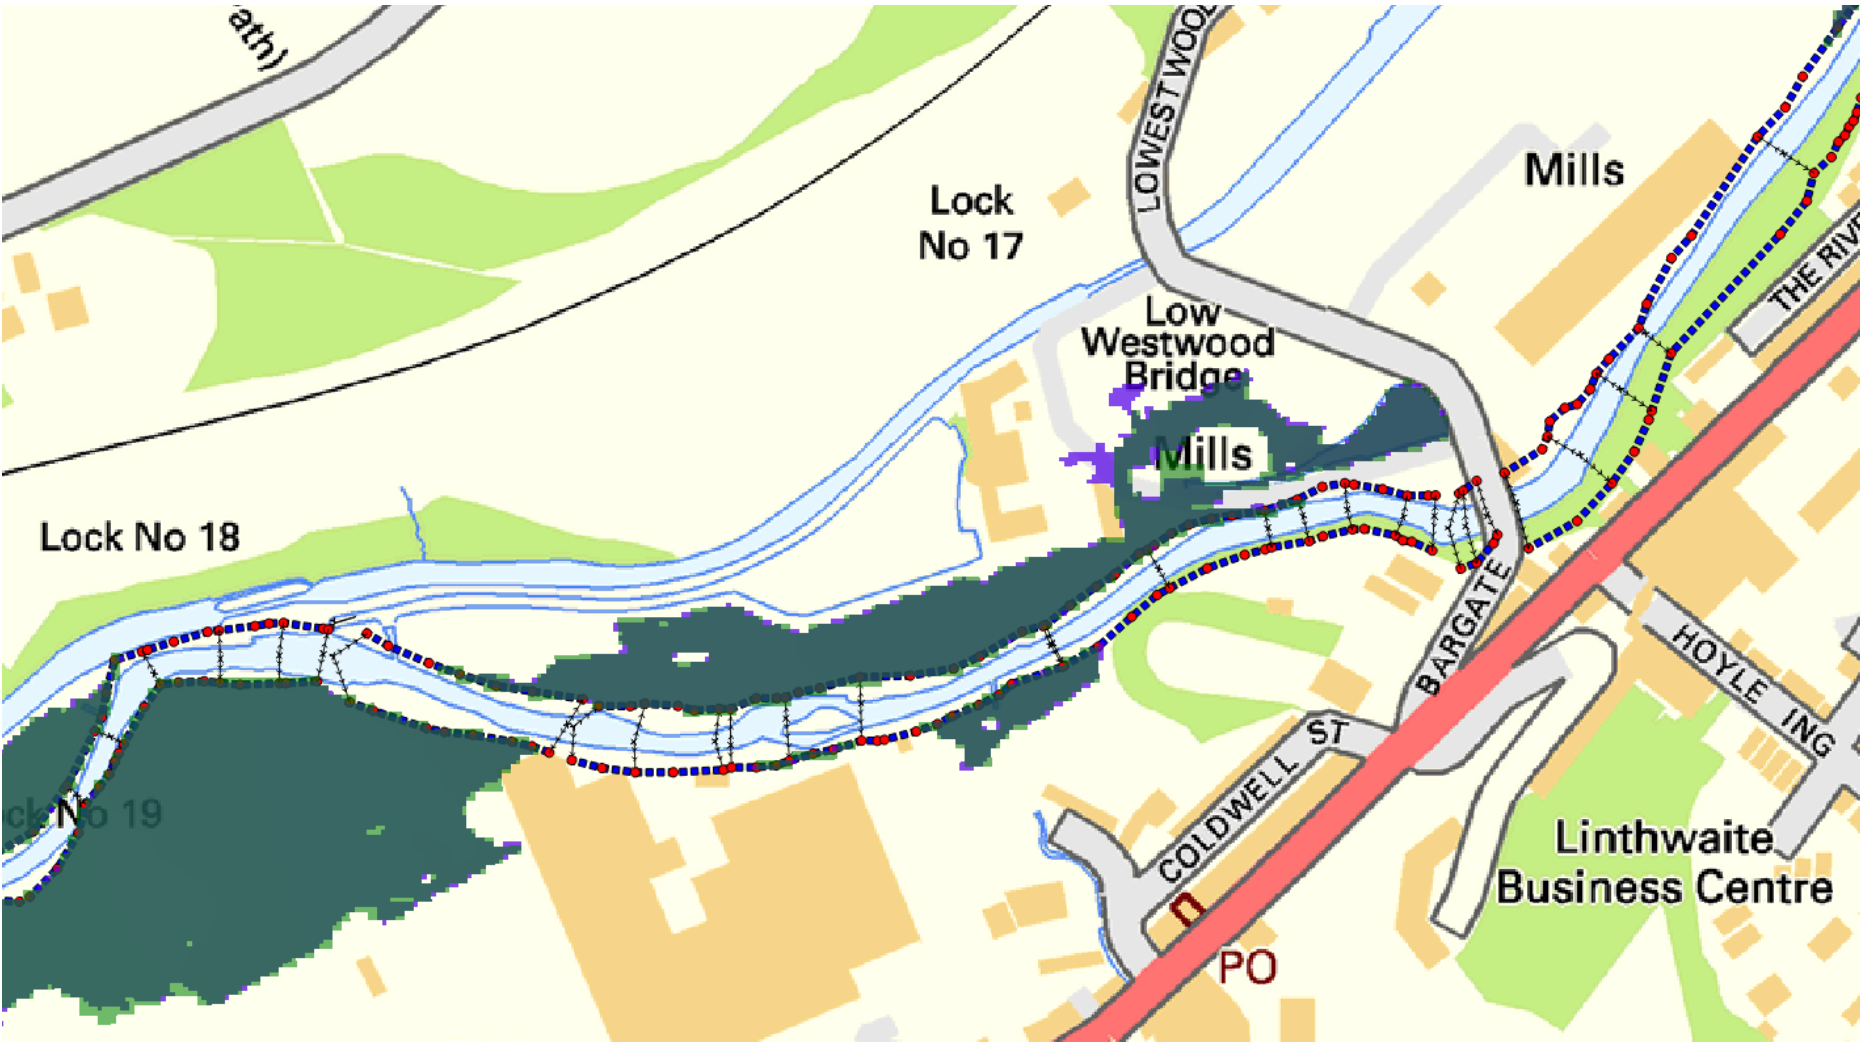 ath)
LOWESTWOOD
Mills
Lock
No 17
THE RIVE
Low
Westwood
Bridge
Mills
Lock No 18
BARGATE
HOYLE ING
COLDWELL ST
ck No 19
Linthwaite
Business Centre
PO